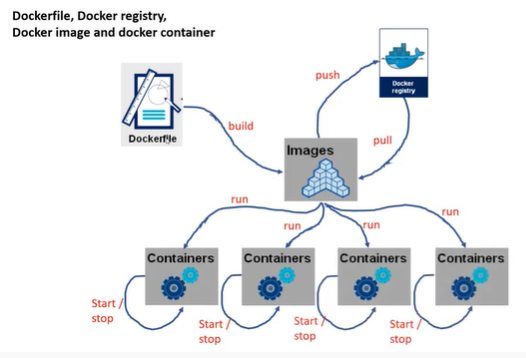 Dockerfile, Docker registry,
Docker image and docker container
push
Docker
registry
Dockerfile
build
pull
Images
run
run
run
run
Containers
Containers
Containers
Containers
Start /
stop
Start /
stop
Start /
stop
Start /
stop